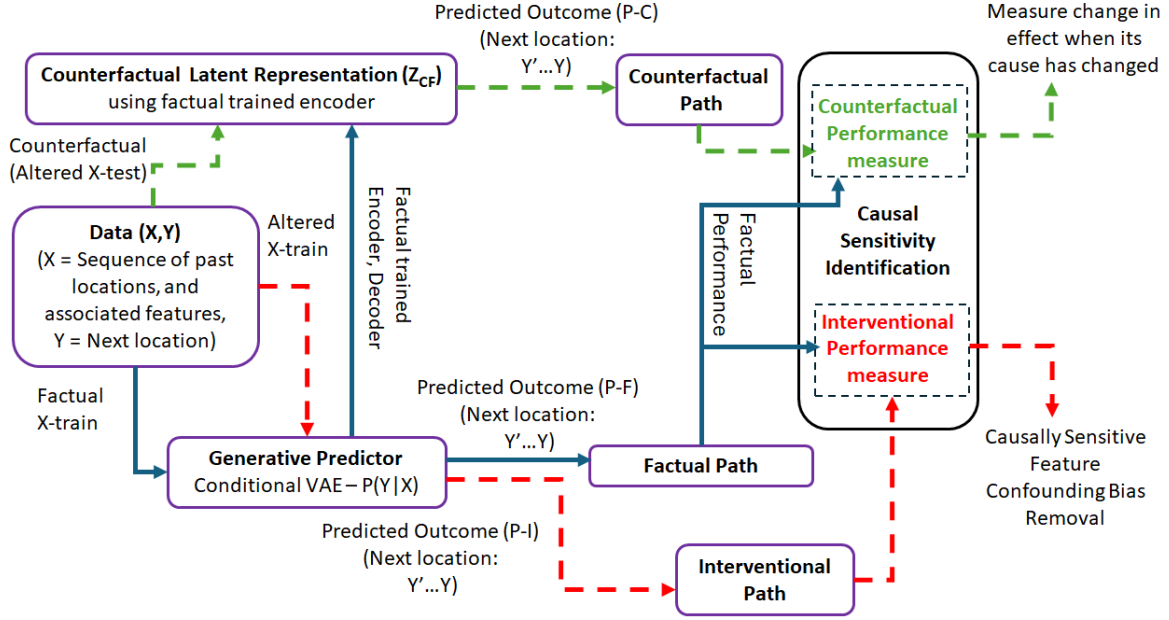 Predicted Outcome (P-C)
(Next location:
Y’…Y)
Measure change in
effect when its
cause has changed
Counterfactual Latent Representation (Z_CF)
using factual trained encoder
Counterfactual
Path
Counterfactual
Performance
measure
Counterfactual
(Altered X-test)
Altered
X-train
Factual trained
Encoder, Decoder
Factual
Performance
Causal
Sensitivity
Identification
Data (X,Y)
(X = Sequence of past
locations, and
associated features,
Y = Next location)
Interventional
Performance
measure
Factual
X-train
Predicted Outcome (P-F)
(Next location:
Y’…Y)
Generative Predictor
Conditional VAE – P(Y|X)
Factual Path
Causally Sensitive
Feature
Confounding Bias
Removal
Predicted Outcome (P-I)
(Next location:
Y’…Y)
Interventional
Path